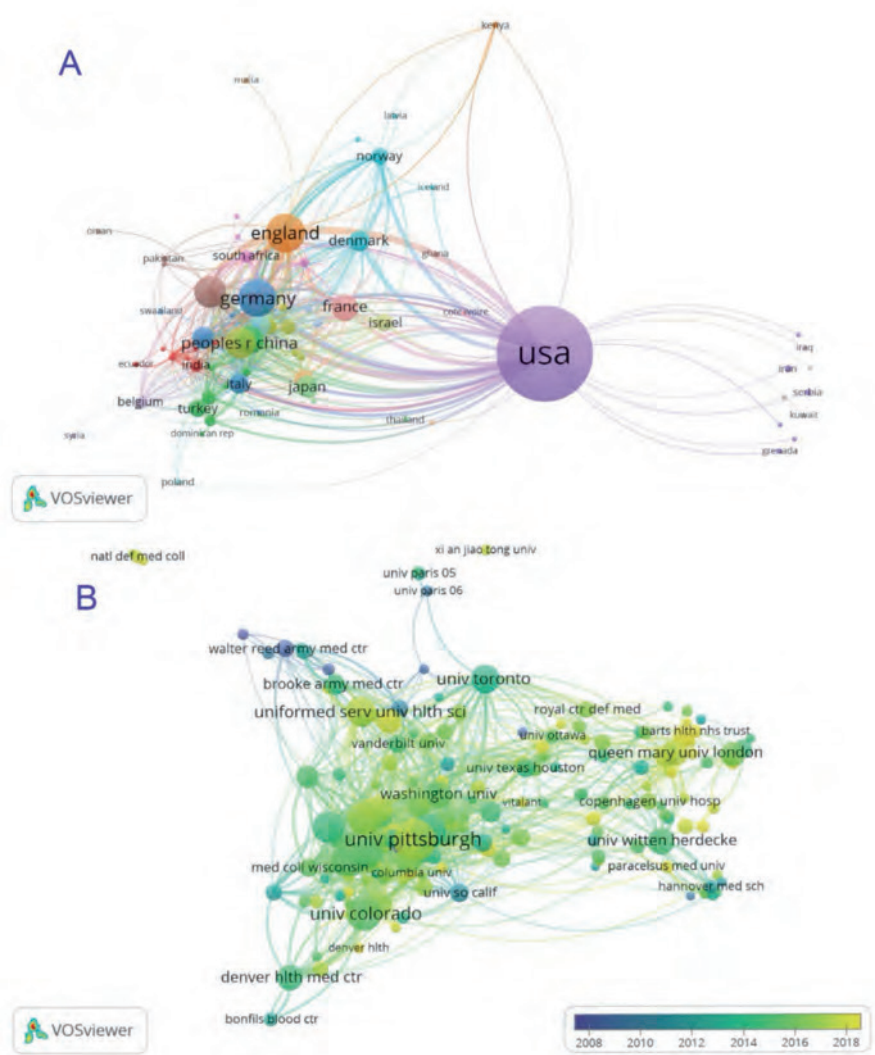 A
kenya
malta
latvia
norway
iceland
oman
england
denmark
pakistan
south africa
ghana
germany
swaziland
france
cote ivoire
israel
peoples r china
usa
iraq
ecuador
india
iran
italy
japan
serbia
belgium
turkey
romania
kuwait
thailand
syria
dominican rep
grenada
poland
VOSviewer
natl def med coll
xi an jiao tong univ
univ paris 05
B
univ paris 06
walter reed army med ctr
brooke army med ctr
univ toronto
uniformed serv univ hlth sci
royal ctr def med
vanderbilt univ
univ ottawa
barts hlth nhs trust
queen mary univ london
univ texas houston
washington univ
vitalant
copenhagen univ hosp
univ pittsburgh
univ witten herdecke
med coll wisconsin
columbia univ
paracelsus med univ
univ so calif
hannover med sch
univ colorado
denver hlth
denver hlth med ctr
bonfils blood ctr
VOSviewer
2008 2010 2012 2014 2016 2018